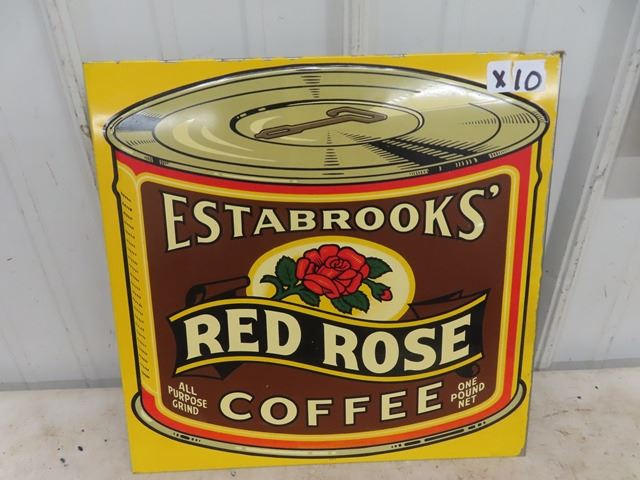 X10
ESTABROOKS'
RED ROSE
COFFEE
ALL
PURPOSE
GRIND
ONE
POUND
NET